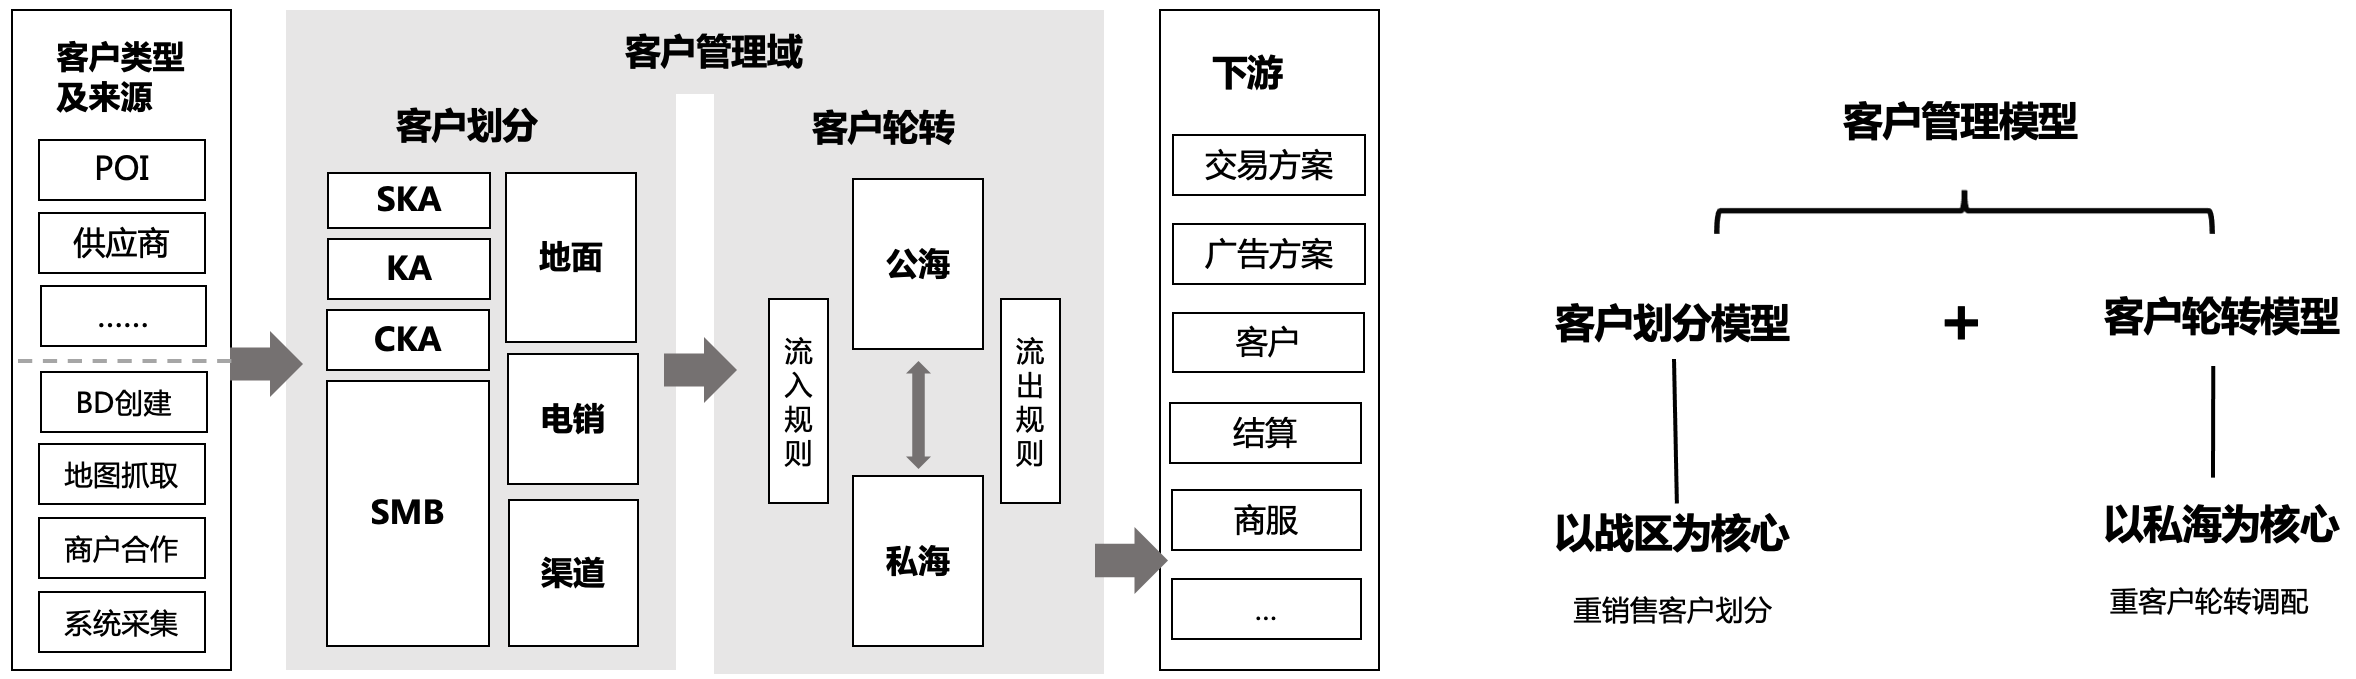 客户类型
及来源
POI
供应商
......
BD创建
地图抓取
商户合作
系统采集
客户管理域
客户划分
SKA
KA
CKA
SMB
地面
电销
渠道
客户轮转
流入规则
公海
私海
流出规则
下游
交易方案
广告方案
客户
结算
商服
...
客户管理模型
客户划分模型
+
客户轮转模型
以战区为核心
以私海为核心
重销售客户划分
重客户轮转调配